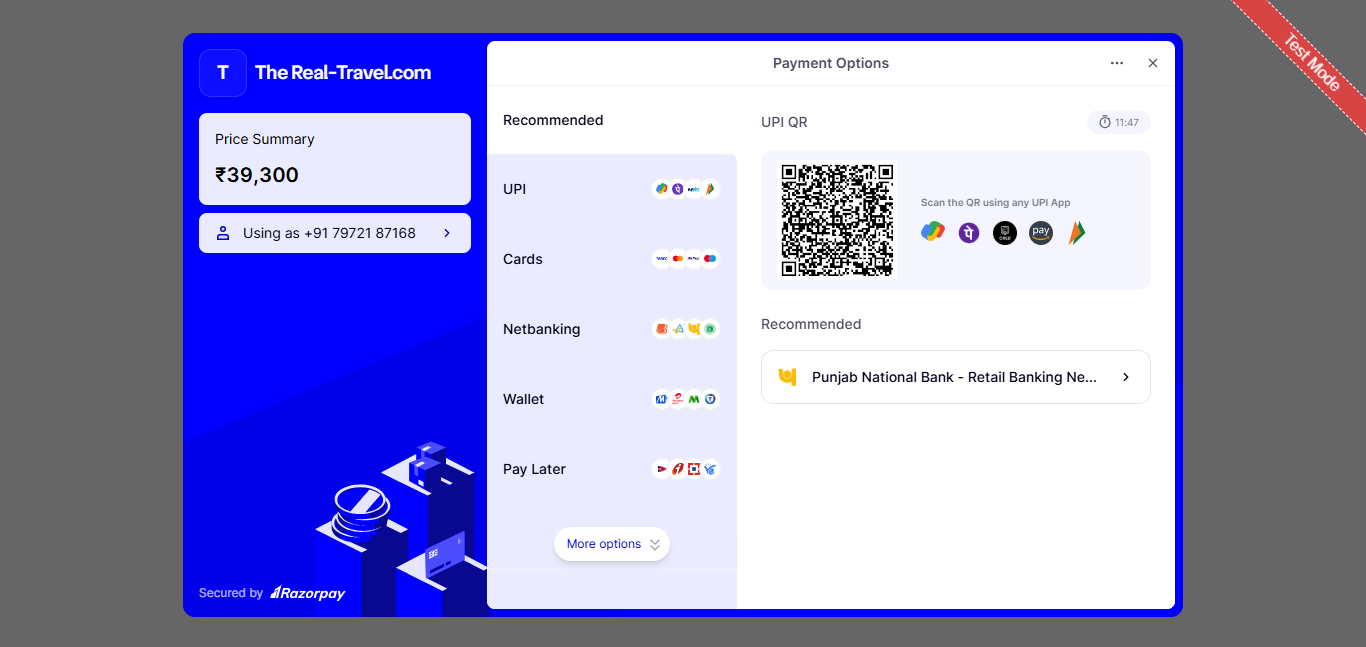 Test Mode
T
The Real-Travel.com
Price Summary
₹39,300
Using as +91 79721 87168
Secured by Razorpay
Payment Options
Recommended
UPI
Cards
Netbanking
Wallet
Pay Later
More options
UPI QR
11:47
Scan the QR using any UPI App
pay
Recommended
Punjab National Bank - Retail Banking Ne...